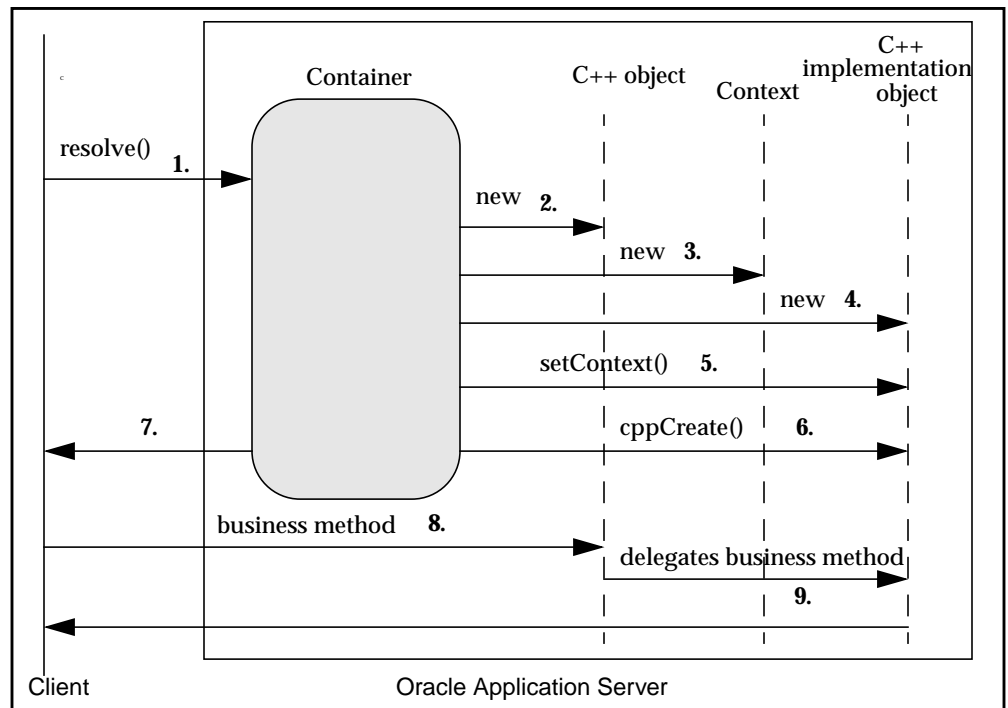 C++
implementation
object
Container
C++ object
Context
c
resolve()
1.
new 2.
new 3.
new 4.
setContext() 5.
7.
cppCreate() 6.
business method 8.
delegates business method
9.
Client
Oracle Application Server